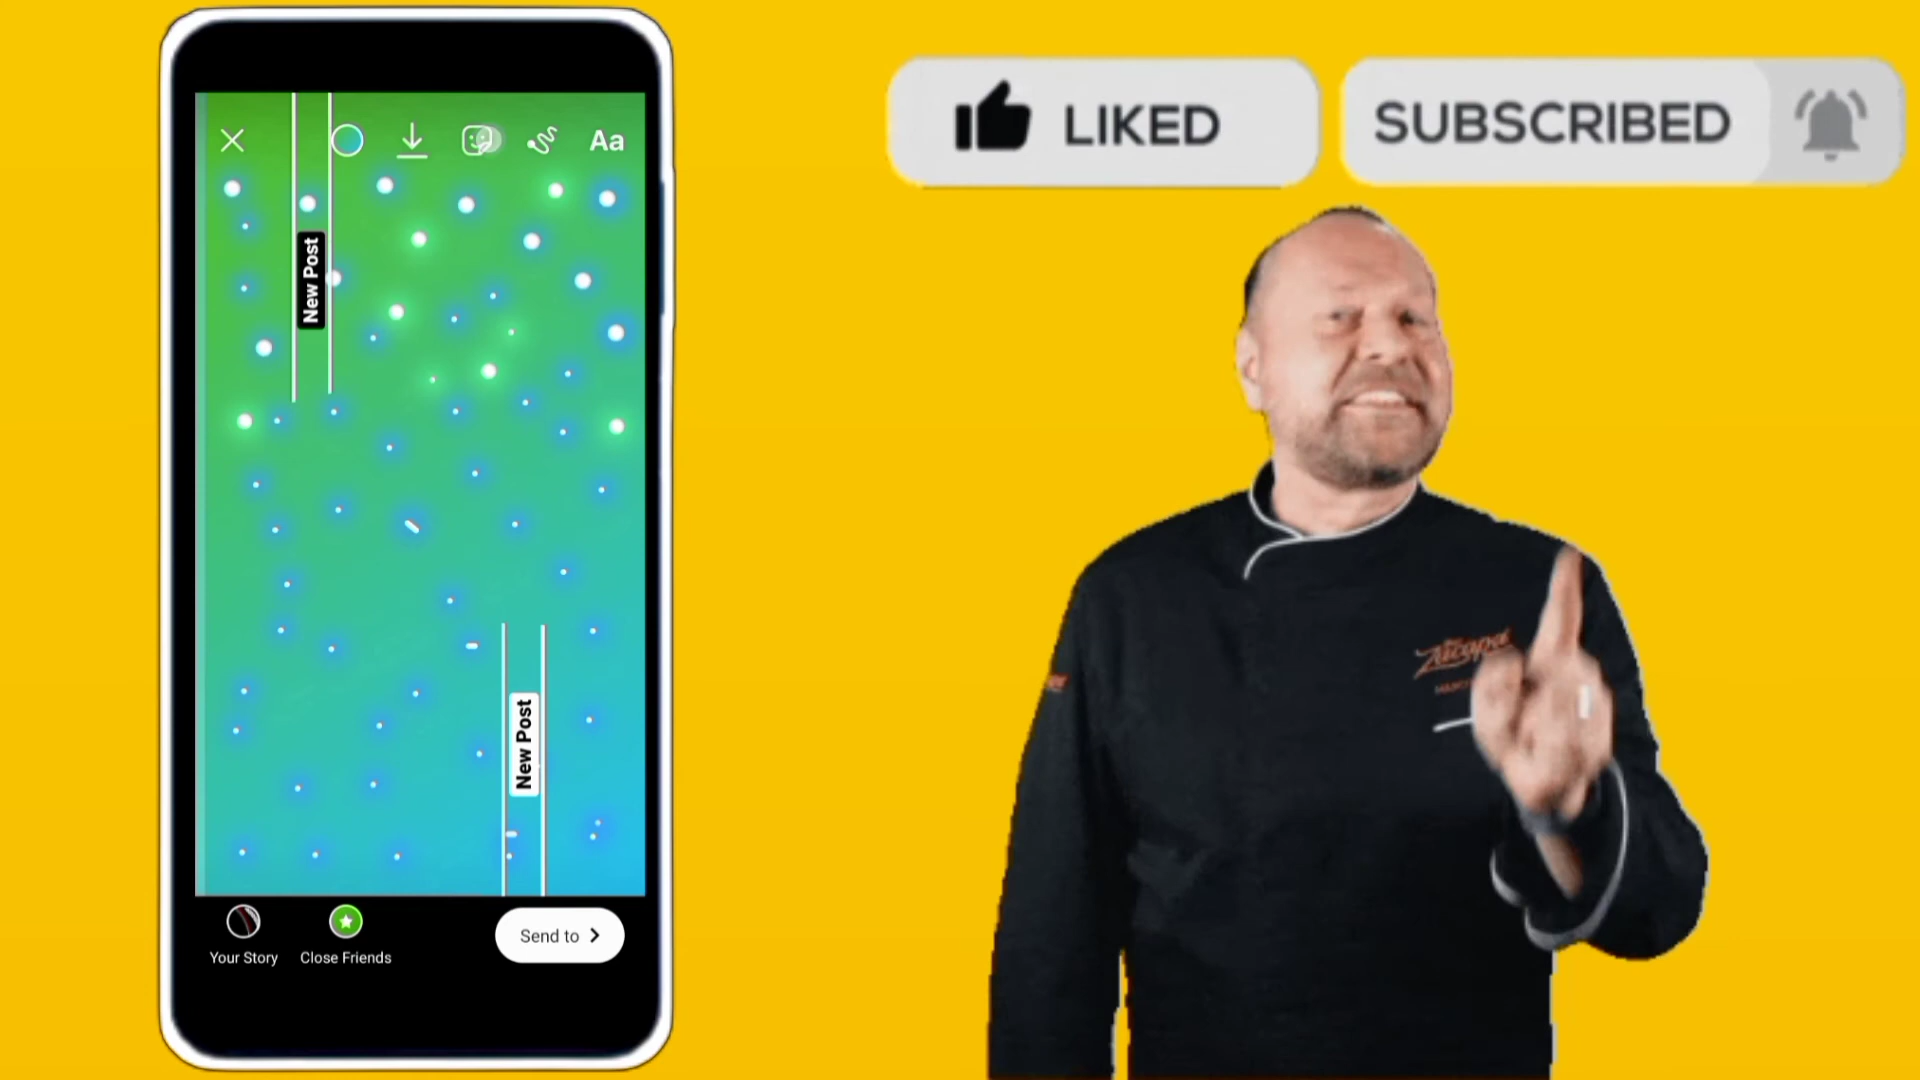 Aa
New Post
New Post
Your Story
Close Friends
Send to
LIKED
SUBSCRIBED